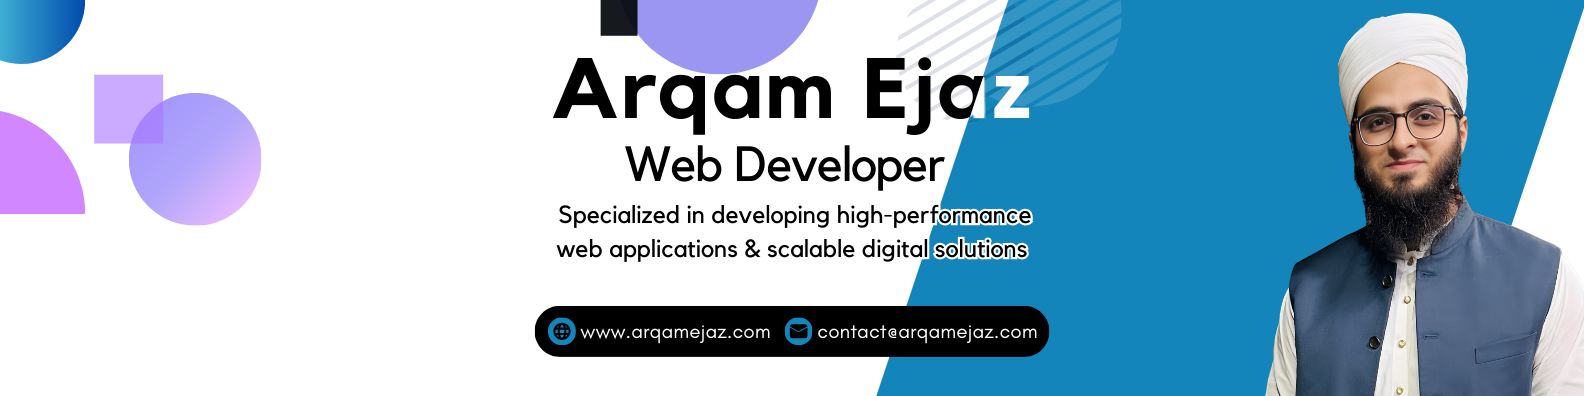 Arqam Ejaz
Web Developer
Specialized in developing high-performance
web applications & scalable digital solutions
www.arqamejaz.com contact@arqamejaz.com